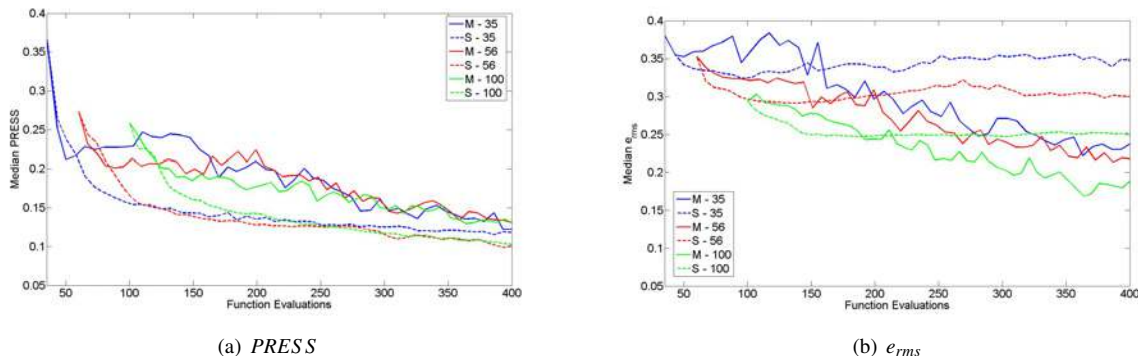 0.4
0.35
0.3
0.25
0.2
0.15
0.1
0.05
Median PRESS
50 100 150 200 250 300 350 400
Function Evaluations
M - 35
S - 35
M - 56
S - 56
M - 100
S - 100
(a) PRESS
0.4
0.35
0.3
0.25
0.2
0.15
0.1
0.05
Median erms
50 100 150 200 250 300 350 400
Function Evaluations
M - 35
S - 35
M - 56
S - 56
M - 100
S - 100
(b) erms